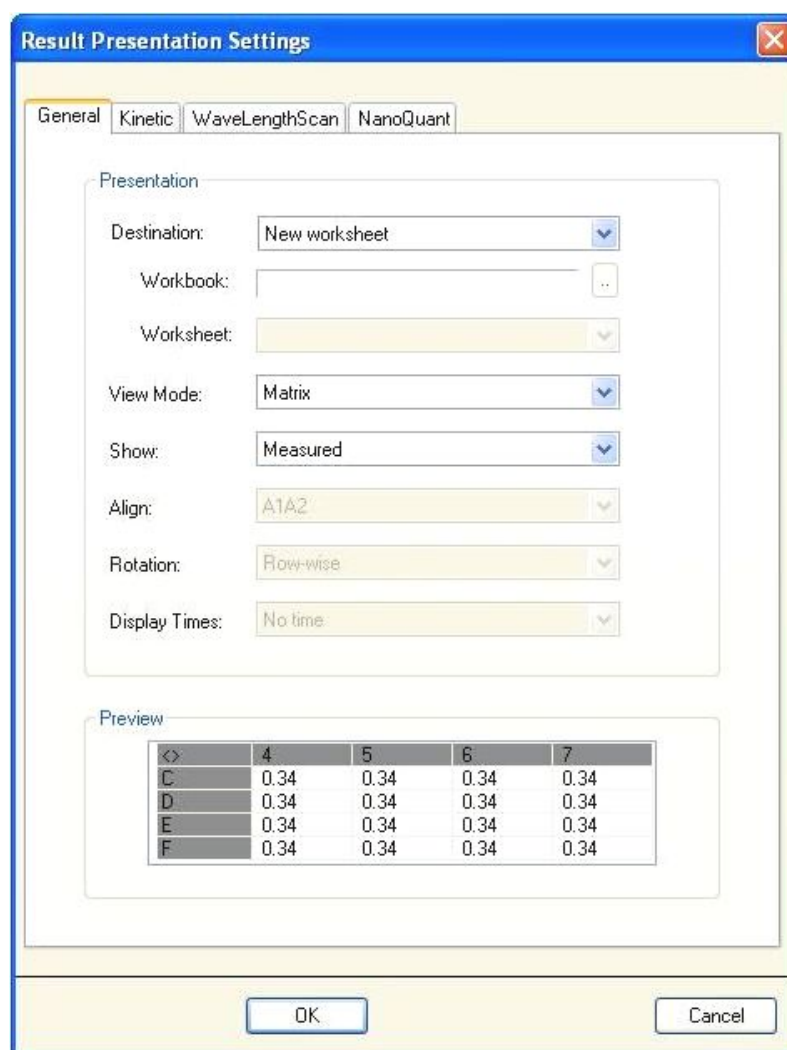 Result Presentation Settings
General Kinetic WaveLengthScan NanoQuant
Presentation
Destination: New worksheet
Workbook: ..
Worksheet:
View Mode: Matrix
Show: Measured
Align: A1A2
Rotation: Row-wise
Display Times: No time
Preview
<> 4 5 6 7
C 0.34 0.34 0.34 0.34
D 0.34 0.34 0.34 0.34
E 0.34 0.34 0.34 0.34
F 0.34 0.34 0.34 0.34
OK Cancel